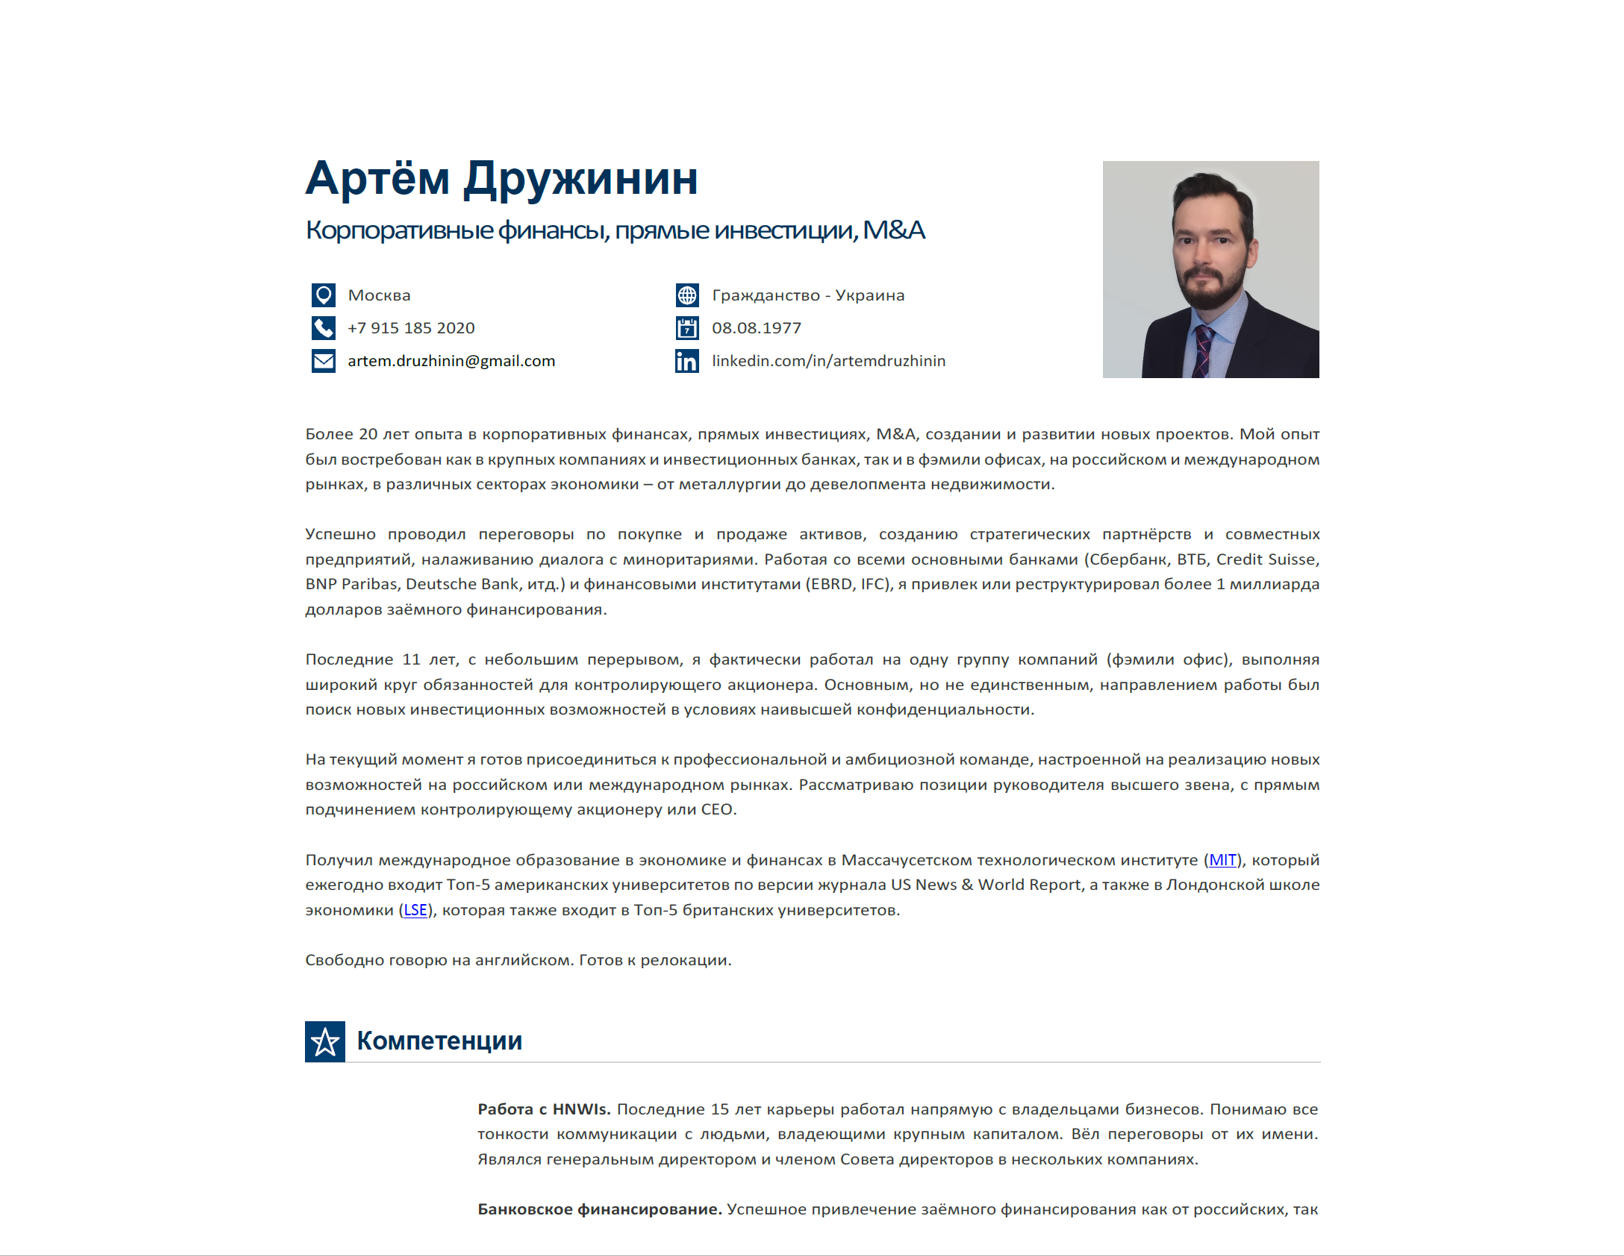 Артём Дружинин
Корпоративные финансы, прямые инвестиции, M&A
Москва
Гражданство - Украина
+7 915 185 2020
7
08.08.1977
artem.druzhinin@gmail.com
in
linkedin.com/in/artemdruzhinin
Более 20 лет опыта в корпоративных финансах, прямых инвестициях, M&A, создании и развитии новых проектов. Мой опыт
был востребован как в крупных компаниях и инвестиционных банках, так и в фэмили офисах, на российском и международном
рынках, в различных секторах экономики – от металлургии до девелопмента недвижимости.
Успешно проводил переговоры по покупке и продаже активов, созданию стратегических партнёрств и совместных
предприятий, налаживанию диалога с миноритариями. Работая со всеми основными банками (Сбербанк, ВТБ, Credit Suisse,
BNP Paribas, Deutsche Bank, итд.) и финансовыми институтами (EBRD, IFC), я привлек или реструктурировал более 1 миллиарда
долларов заёмного финансирования.
Последние 11 лет, с небольшим перерывом, я фактически работал на одну группу компаний (фэмили офис), выполняя
широкий круг обязанностей для контролирующего акционера. Основным, но не единственным, направлением работы был
поиск новых инвестиционных возможностей в условиях наивысшей конфиденциальности.
На текущий момент я готов присоединиться к профессиональной и амбициозной команде, настроенной на реализацию новых
возможностей на российском или международном рынках. Рассматриваю позиции руководителя высшего звена, с прямым
подчинением контролирующему акционеру или CEO.
Получил международное образование в экономике и финансах в Массачусетском технологическом институте (MIT), который
ежегодно входит Топ-5 американских университетов по версии журнала US News & World Report, а также в Лондонской школе
экономики (LSE), которая также входит в Топ-5 британских университетов.
Свободно говорю на английском. Готов к релокации.
Компетенции
Работа с HNWIs. Последние 15 лет карьеры работал напрямую с владельцами бизнесов. Понимаю все
тонкости коммуникации с людьми, владеющими крупным капиталом. Вёл переговоры от их имени.
Являлся генеральным директором и членом Совета директоров в нескольких компаниях.
Банковское финансирование. Успешное привлечение заёмного финансирования как от российских, так